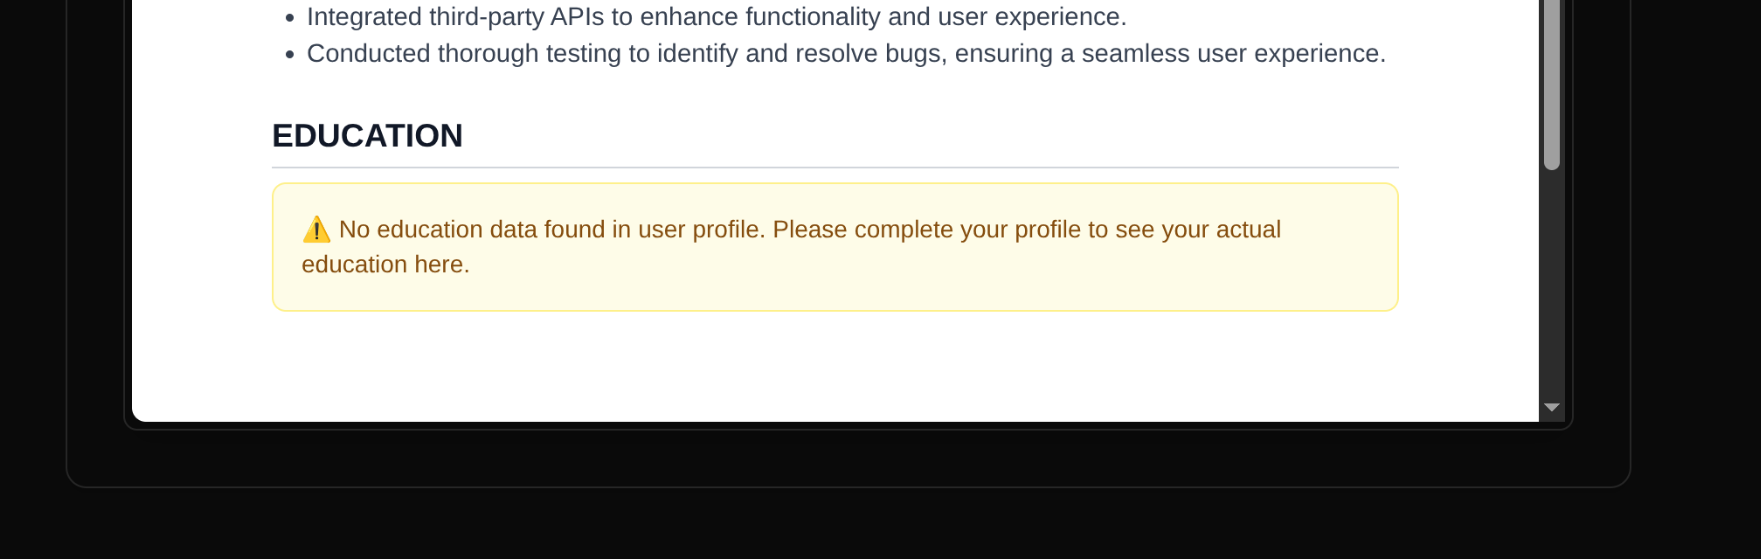 • Integrated third-party APIs to enhance functionality and user experience.
• Conducted thorough testing to identify and resolve bugs, ensuring a seamless user experience.
EDUCATION
⚠️ No education data found in user profile. Please complete your profile to see your actual
education here.